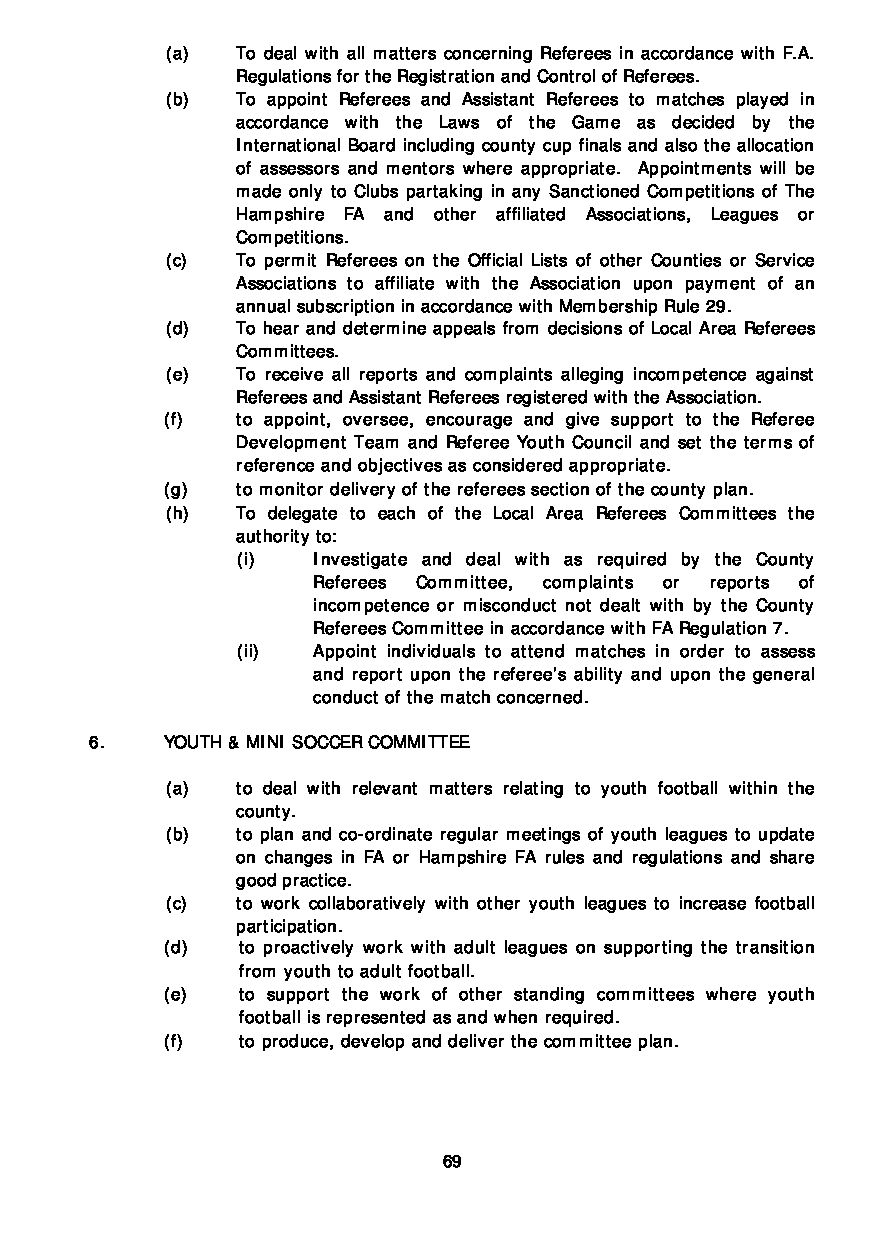 (a) To deal with all matters concerning Referees in accordance with F.A.
Regulations for the Registration and Control of Referees.
(b) To appoint Referees and Assistant Referees to matches played in
accordance with the Laws of the Game as decided by the
International Board including county cup finals and also the allocation
of assessors and mentors where appropriate. Appointments will be
made only to Clubs partaking in any Sanctioned Competitions of The
Hampshire FA and other affiliated Associations, Leagues or
Competitions.
(c) To permit Referees on the Official Lists of other Counties or Service
Associations to affiliate with the Association upon payment of an
annual subscription in accordance with Membership Rule 29.
(d) To hear and determine appeals from decisions of Local Area Referees
Committees.
(e) To receive all reports and complaints alleging incompetence against
Referees and Assistant Referees registered with the Association.
(f) to appoint, oversee, encourage and give support to the Referee
Development Team and Referee Youth Council and set the terms of
reference and objectives as considered appropriate.
(g) to monitor delivery of the referees section of the county plan.
(h) To delegate to each of the Local Area Referees Committees the
authority to:
(i) Investigate and deal with as required by the County
Referees Committee, complaints or reports of
incompetence or misconduct not dealt with by the County
Referees Committee in accordance with FA Regulation 7.
(ii) Appoint individuals to attend matches in order to assess
and report upon the referee's ability and upon the general
conduct of the match concerned.
6. YOUTH & MINI SOCCER COMMITTEE
(a) to deal with relevant matters relating to youth football within the
county.
(b) to plan and co-ordinate regular meetings of youth leagues to update
on changes in FA or Hampshire FA rules and regulations and share
good practice.
(c) to work collaboratively with other youth leagues to increase football
participation.
(d) to proactively work with adult leagues on supporting the transition
from youth to adult football.
(e) to support the work of other standing committees where youth
football is represented as and when required.
(f) to produce, develop and deliver the committee plan.
69